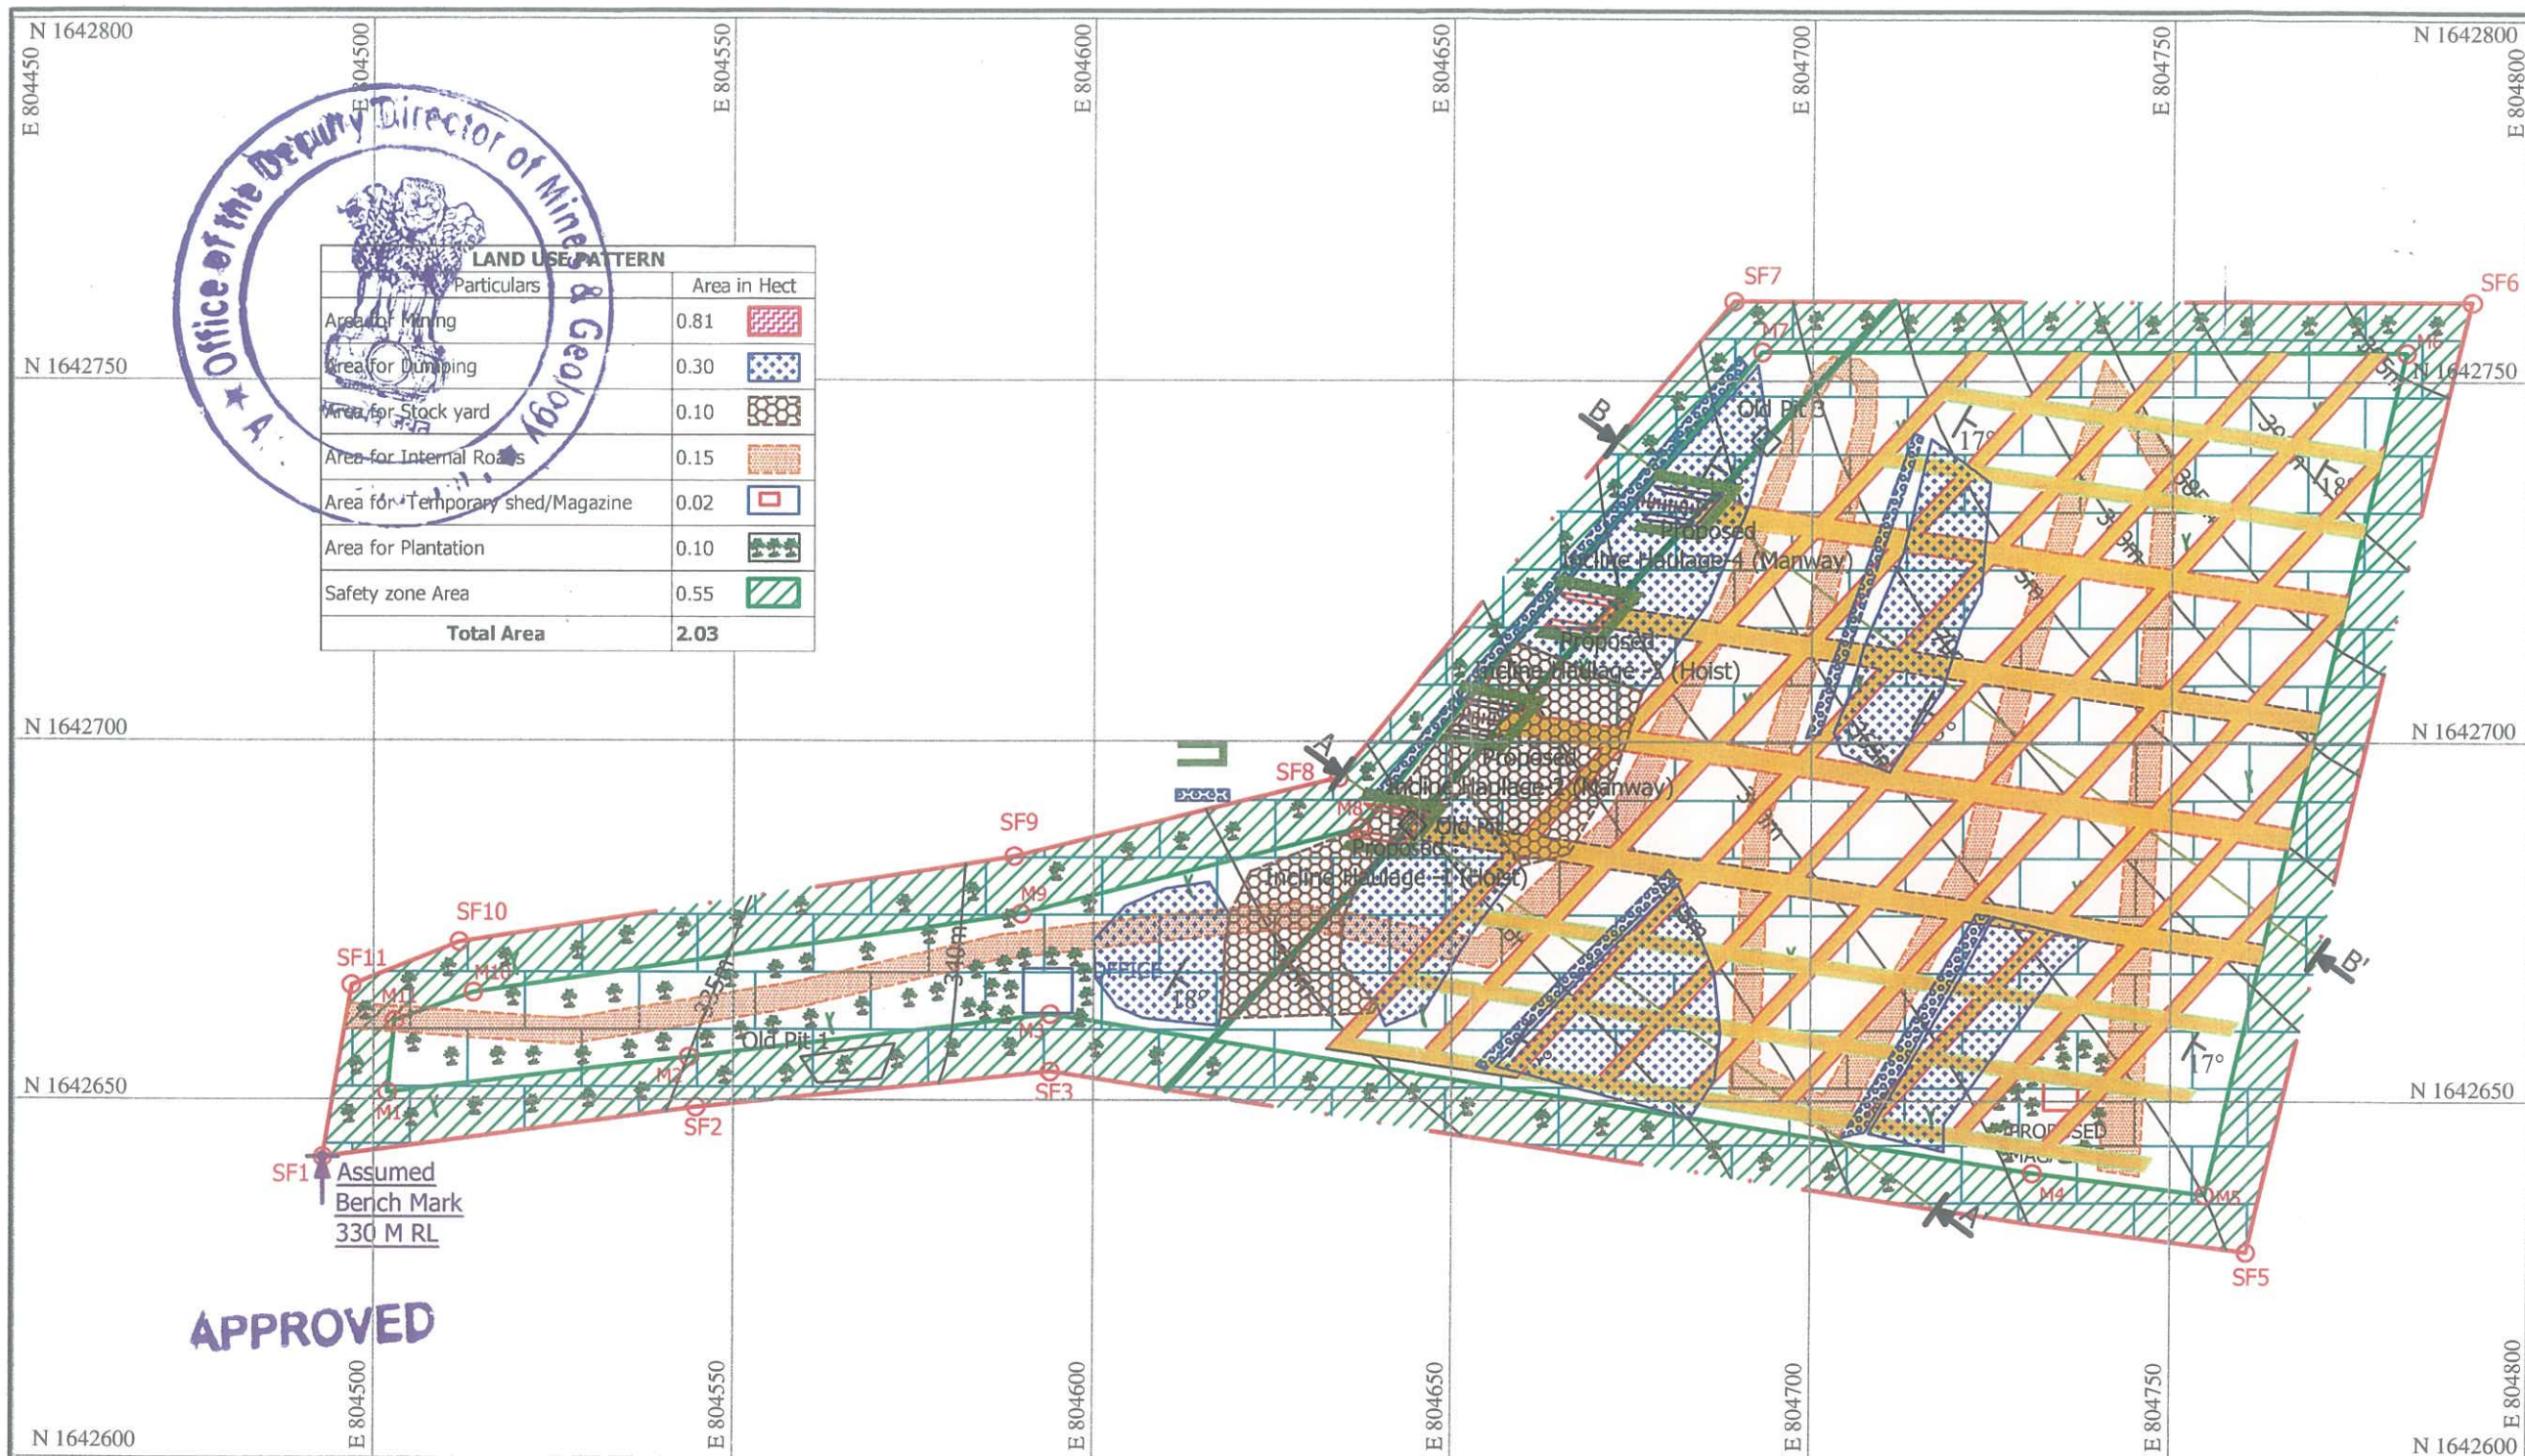 N 1642800
N 1642800
E 804450
E 804500
E 804550
E 804600
E 804650
E 804700
E 804750
E 804800
★ Office of the Deputy Director of Mines & Geology ★
LAND USE PATTERN
Particulars Area in Hect
Area for Mining 0.81
Area for Dumping 0.30
Area for Stock yard 0.10
Area for Internal Roads 0.15
Area for Temporary shed/Magazine 0.02
Area for Plantation 0.10
Safety zone Area 0.55
Total Area 2.03
SF7
SF6
M7
M6
N 1642750
N 1642750
395m
Old Pit 3
B
17°
18°
Proposed
Incline Haulage-4 (Manway)
Proposed
Incline Haulage -3 (Hoist)
N 1642700
N 1642700
A
SF8
Proposed
Incline Haulage-2 (Manway)
M8
Old Pit
Proposed
Incline Haulage -1 (Hoist)
SF9
M9
SF10
SF11
M10
M11
335m
340m
OFFICE
18°
B'
Old Pit 1
M3
M2
SF3
17°
N 1642650
N 1642650
M1
SF2
PROPOSED
M4
M5
SF1
Assumed
Bench Mark
330 M RL
A'
SF5
APPROVED
E 804500
E 804550
E 804600
E 804650
E 804700
E 804750
E 804800
N 1642600
N 1642600